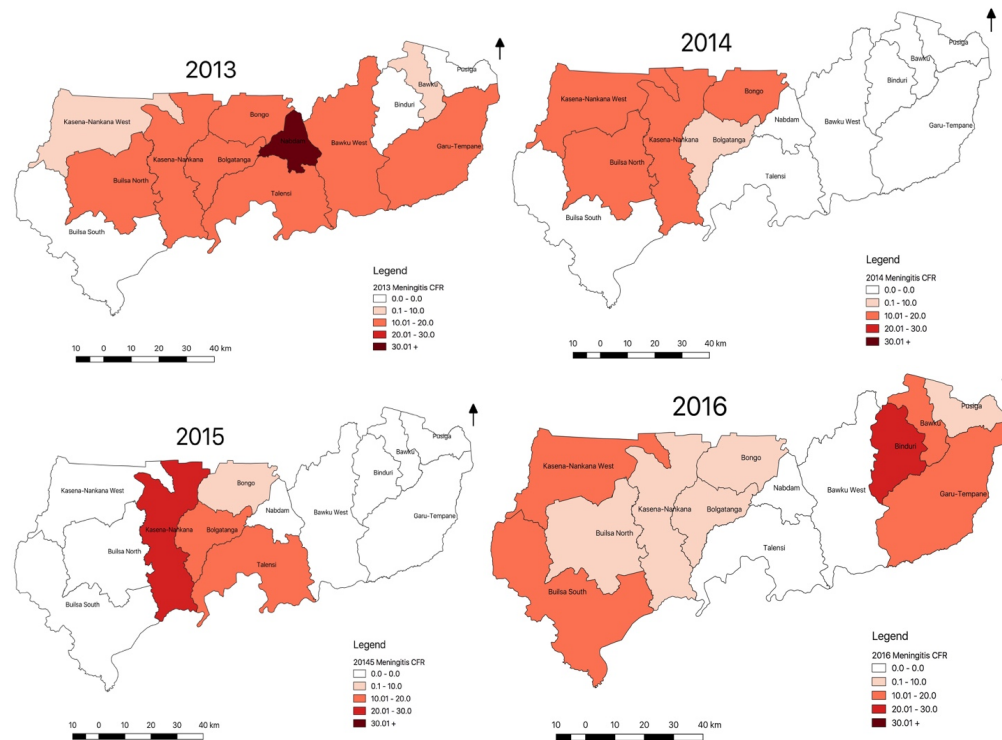 2013
Pusiga
Bawku
Binduri
Kasena-Nankana West
Bongo
Nabdam
Kasena-Nankana
Bolgatanga
Bawku West
Garu-Tempane
Builsa North
Talensi
Builsa South
Legend
2013 Meningitis CFR
0.0 - 0.0
0.1 - 10.0
10.01 - 20.0
20.01 - 30.0
30.01 +
10 0 10 20 30 40 km
2014
Pusiga
Bawku
Binduri
Kasena-Nankana West
Bongo
Nabdam
Bawku West
Garu-Tempane
Kasena-Nankana
Bolgatanga
Builsa North
Talensi
Builsa South
Legend
2014 Meningitis CFR
0.0 - 0.0
0.1 - 10.0
10.01 - 20.0
20.01 - 30.0
30.01 +
10 0 10 20 30 40 km
2015
Pusiga
Bawku
Binduri
Kasena-Nankana West
Bongo
Nabdam
Bawku West
Garu-Tempane
Kasena-Nankana
Bolgatanga
Builsa North
Talensi
Builsa South
Legend
20145 Meningitis CFR
0.0 - 0.0
0.1 - 10.0
10.01 - 20.0
20.01 - 30.0
30.01 +
10 0 10 20 30 40 km
2016
Pusiga
Bawku
Binduri
Kasena-Nankana West
Bongo
Nabdam
Bawku West
Garu-Tempane
Kasena-Nankana
Bolgatanga
Builsa North
Talensi
Builsa South
Legend
2016 Meningitis CFR
0.0 - 0.0
0.1 - 10.0
10.01 - 20.0
20.01 - 30.0
30.01 +
10 0 10 20 30 40 km